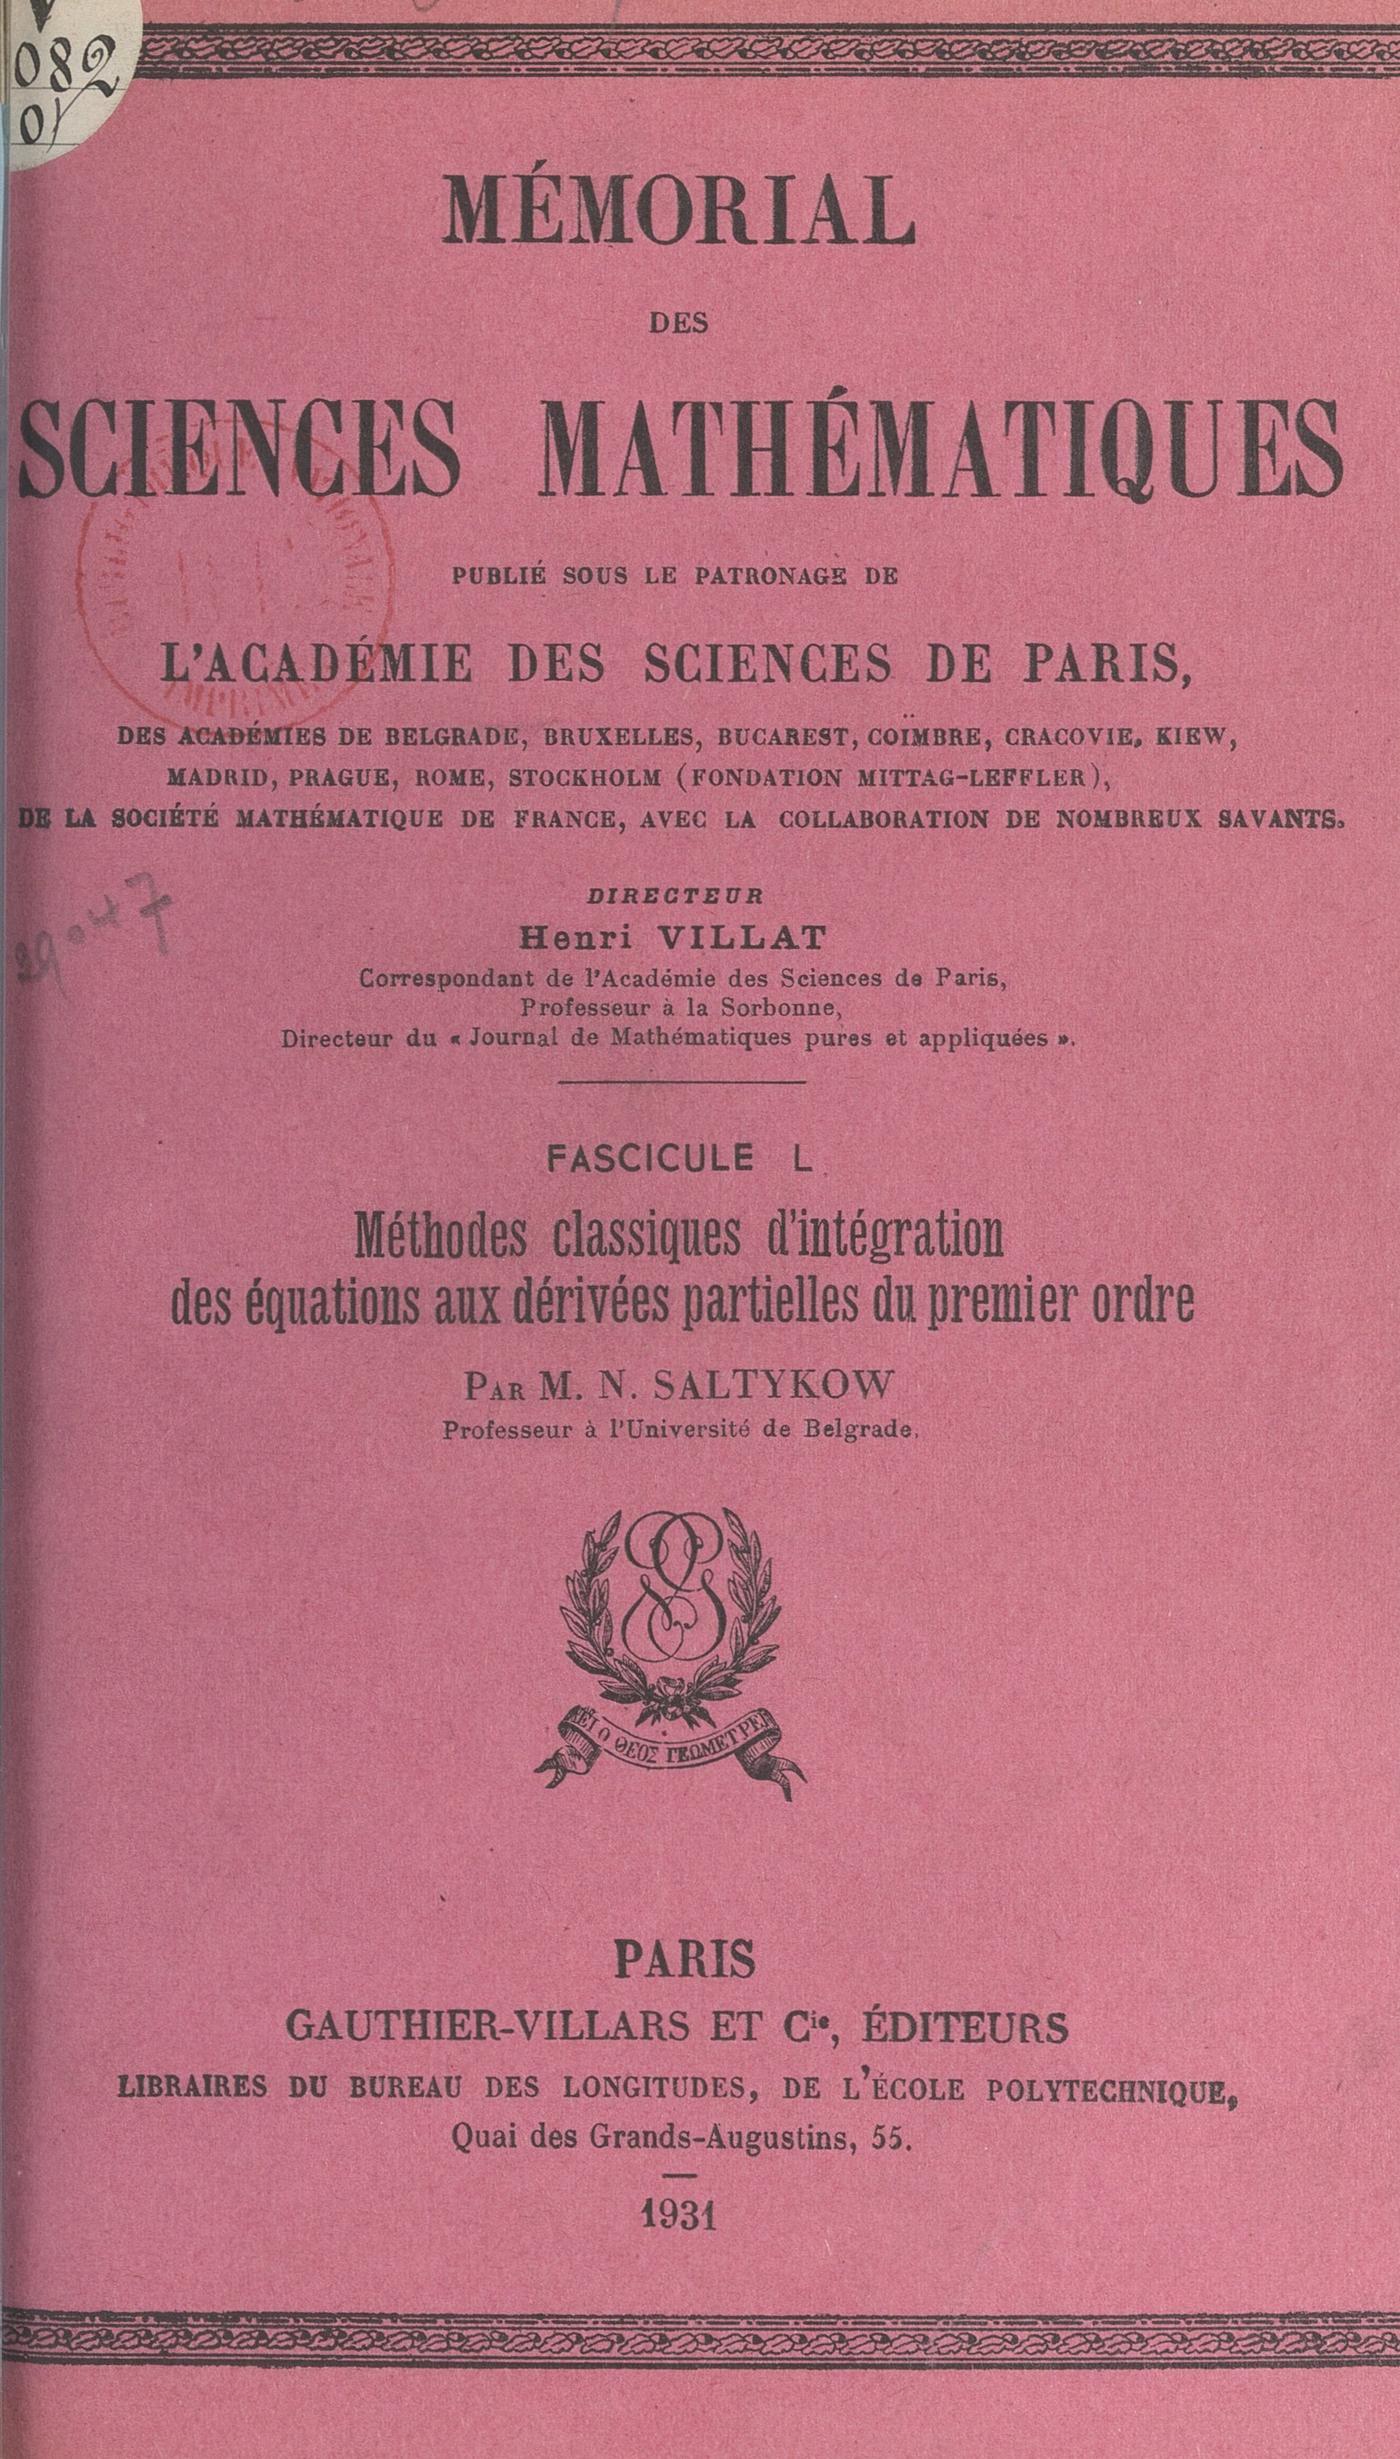 082
01
MÉMORIAL
DES
SCIENCES MATHÉMATIQUES
PUBLIÉ SOUS LE PATRONAGE DE
L'ACADÉMIE DES SCIENCES DE PARIS,
DES ACADÉMIES DE BELGRADE, BRUXELLES, BUCAREST, COÏMBRE, CRACOVIE, KIEW,
MADRID, PRAGUE, ROME, STOCKHOLM (FONDATION MITTAG-LEFFLER),
DE LA SOCIÉTÉ MATHÉMATIQUE DE FRANCE, AVEC LA COLLABORATION DE NOMBREUX SAVANTS.
29047
DIRECTEUR
Henri VILLAT
Correspondant de l'Académie des Sciences de Paris,
Professeur à la Sorbonne,
Directeur du « Journal de Mathématiques pures et appliquées ».
FASCICULE L
Méthodes classiques d'intégration
des équations aux dérivées partielles du premier ordre
PAR M. N. SALTYKOW
Professeur à l'Université de Belgrade.
ΑΕΙ Ο ΘΕΟΣ ΓΕΩΜΕΤΡΕΙ
PARIS
GAUTHIER-VILLARS ET Cie, ÉDITEURS
LIBRAIRES DU BUREAU DES LONGITUDES, DE L'ÉCOLE POLYTECHNIQUE,
Quai des Grands-Augustins, 55.
1931